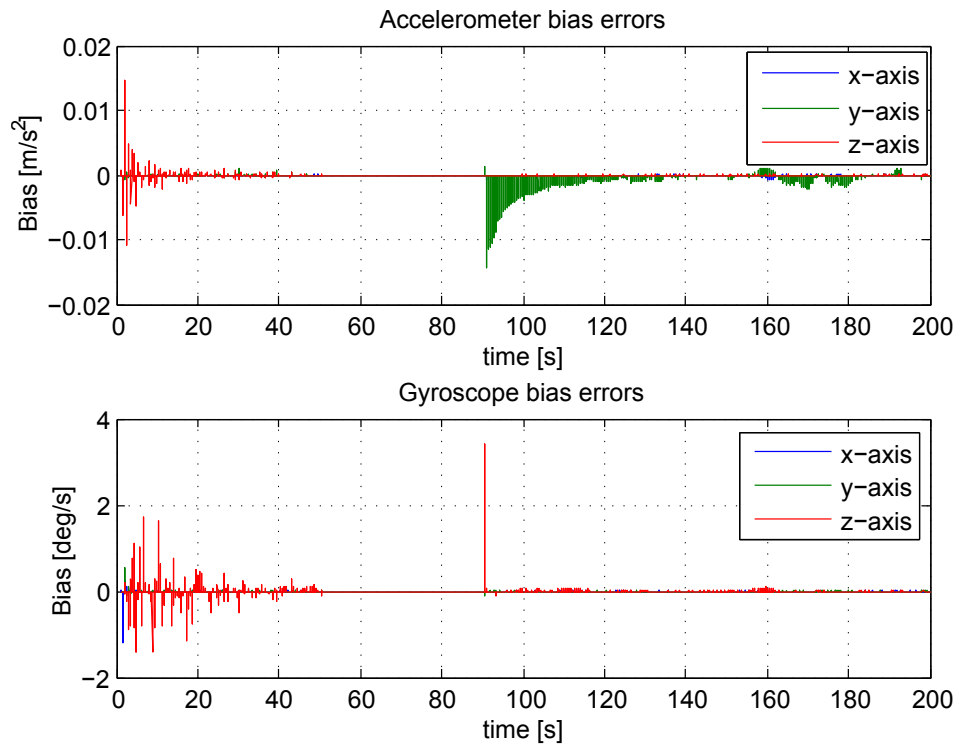 Accelerometer bias errors
Bias [m/s²]
0.02
0.01
0
−0.01
−0.02
x−axis
y−axis
z−axis
0 20 40 60 80 100 120 140 160 180 200
time [s]
Gyroscope bias errors
Bias [deg/s]
4
2
0
−2
x−axis
y−axis
z−axis
0 20 40 60 80 100 120 140 160 180 200
time [s]